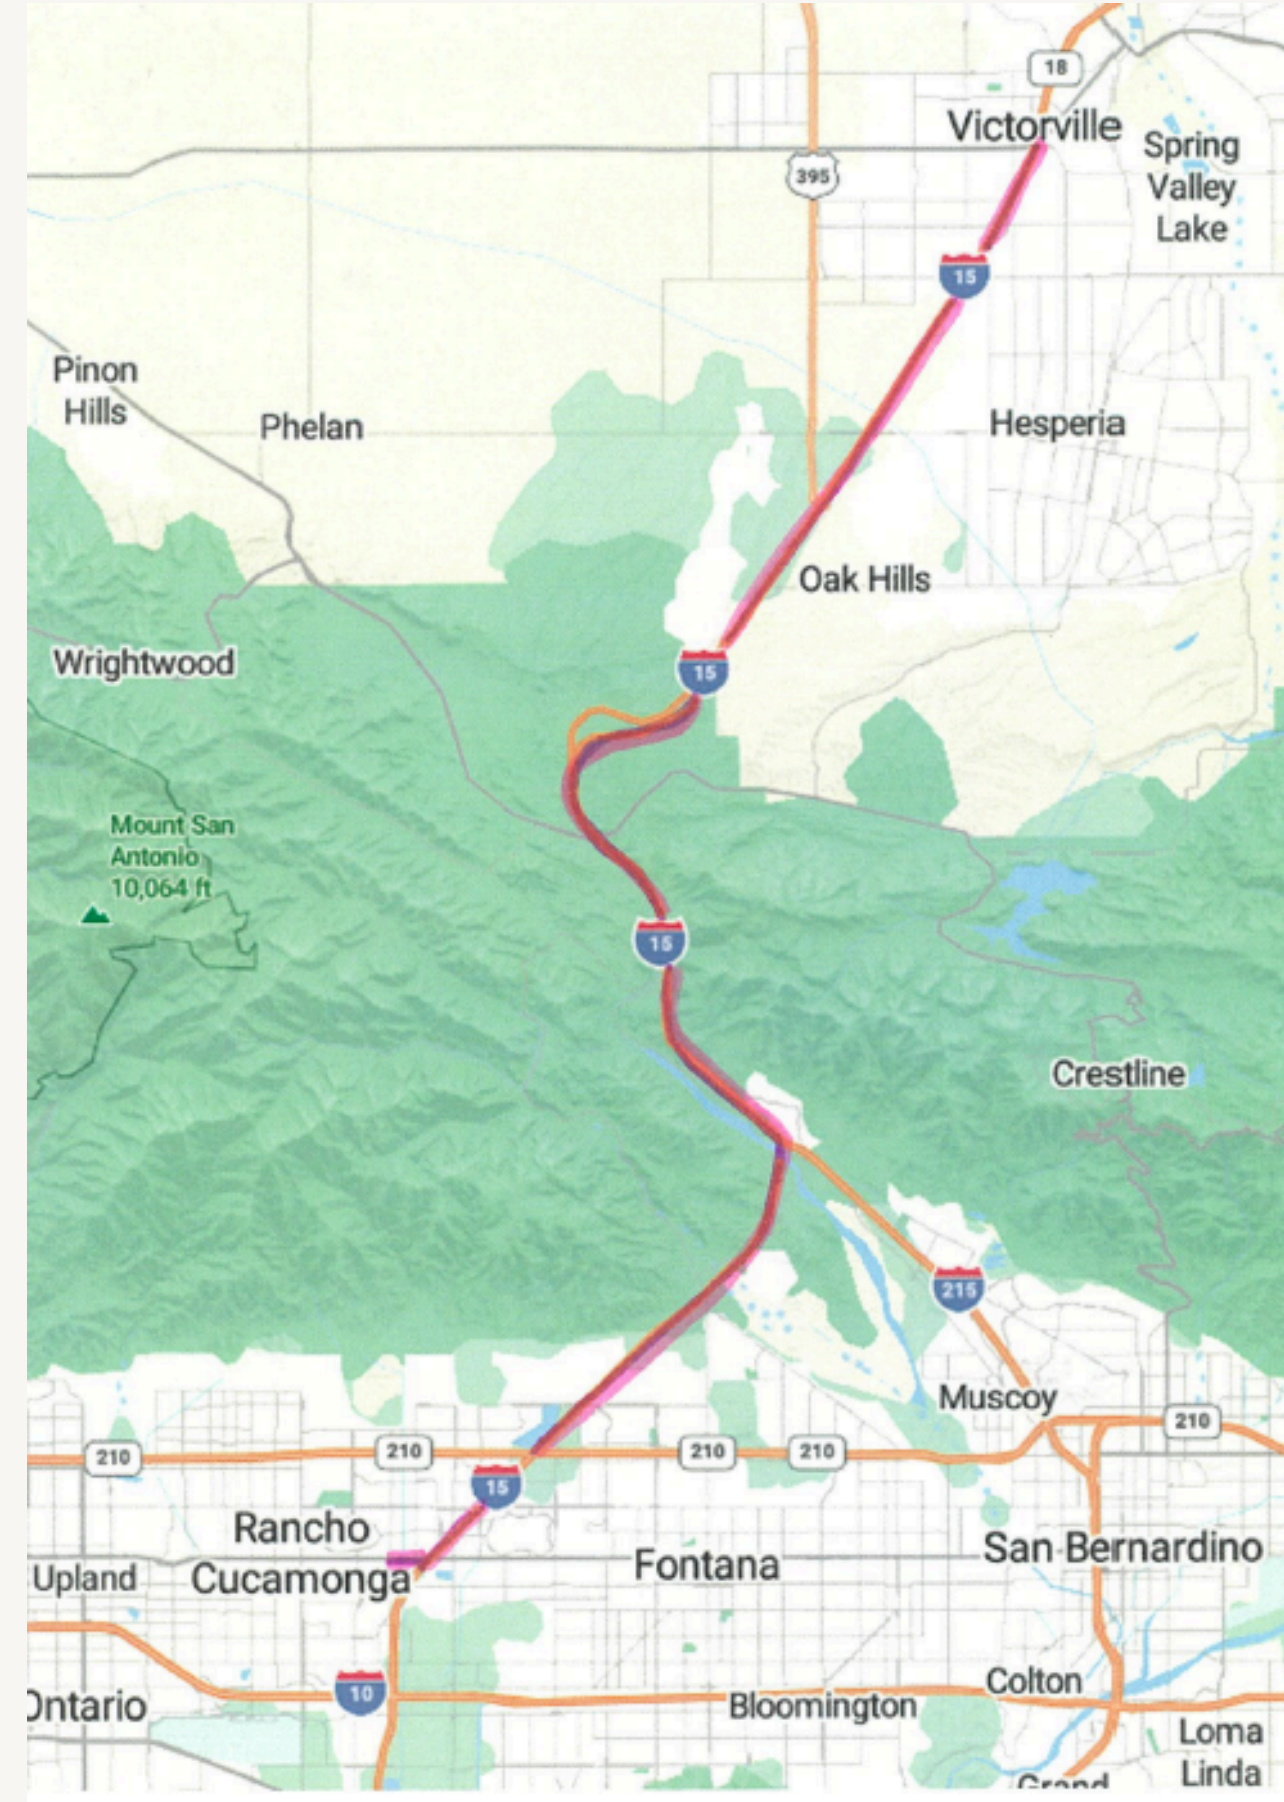 18
Victorville
Spring
Valley
Lake
395
15
Pinon
Hills
Phelan
Hesperia
Oak Hills
Wrightwood
15
Mount San
Antonio
10,064 ft
15
Crestline
215
Muscoy
210
210
210
210
210
15
Rancho
Cucamonga
Upland
Fontana
San Bernardino
10
Ontario
Bloomington
Colton
Loma
Linda
Grand